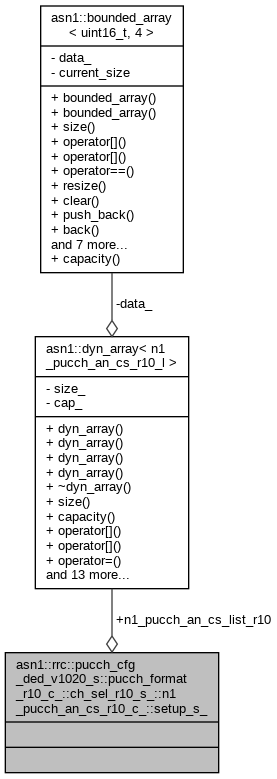 asn1::bounded_array
< uint16_t, 4 >
- data_
- current_size
+ bounded_array()
+ bounded_array()
+ size()
+ operator[]()
+ operator[]()
+ operator==()
+ resize()
+ clear()
+ push_back()
+ back()
and 7 more...
+ capacity()
-data_
asn1::dyn_array< n1
_pucch_an_cs_r10_l >
- size_
- cap_
+ dyn_array()
+ dyn_array()
+ dyn_array()
+ dyn_array()
+ ~dyn_array()
+ size()
+ capacity()
+ operator[]()
+ operator[]()
+ operator=()
and 13 more...
+n1_pucch_an_cs_list_r10
asn1::rrc::pucch_cfg
_ded_v1020_s::pucch_format
_r10_c_::ch_sel_r10_s_::n1
_pucch_an_cs_r10_c_::setup_s_